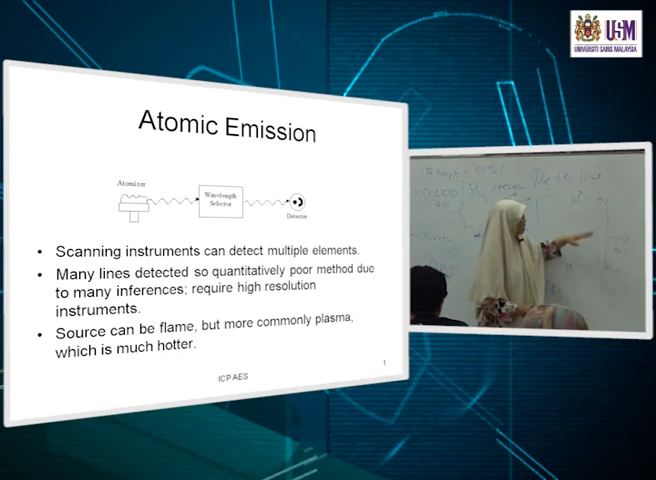 USM
UNIVERSITI SAINS MALAYSIA
Atomic Emission
Atomizer
Wavelength
Selector
Detector
• Scanning instruments can detect multiple elements.
• Many lines detected so quantitatively poor method due
to many inferences; require high resolution
instruments.
• Source can be flame, but more commonly plasma,
which is much hotter.
1
ICP AES
= 0.000